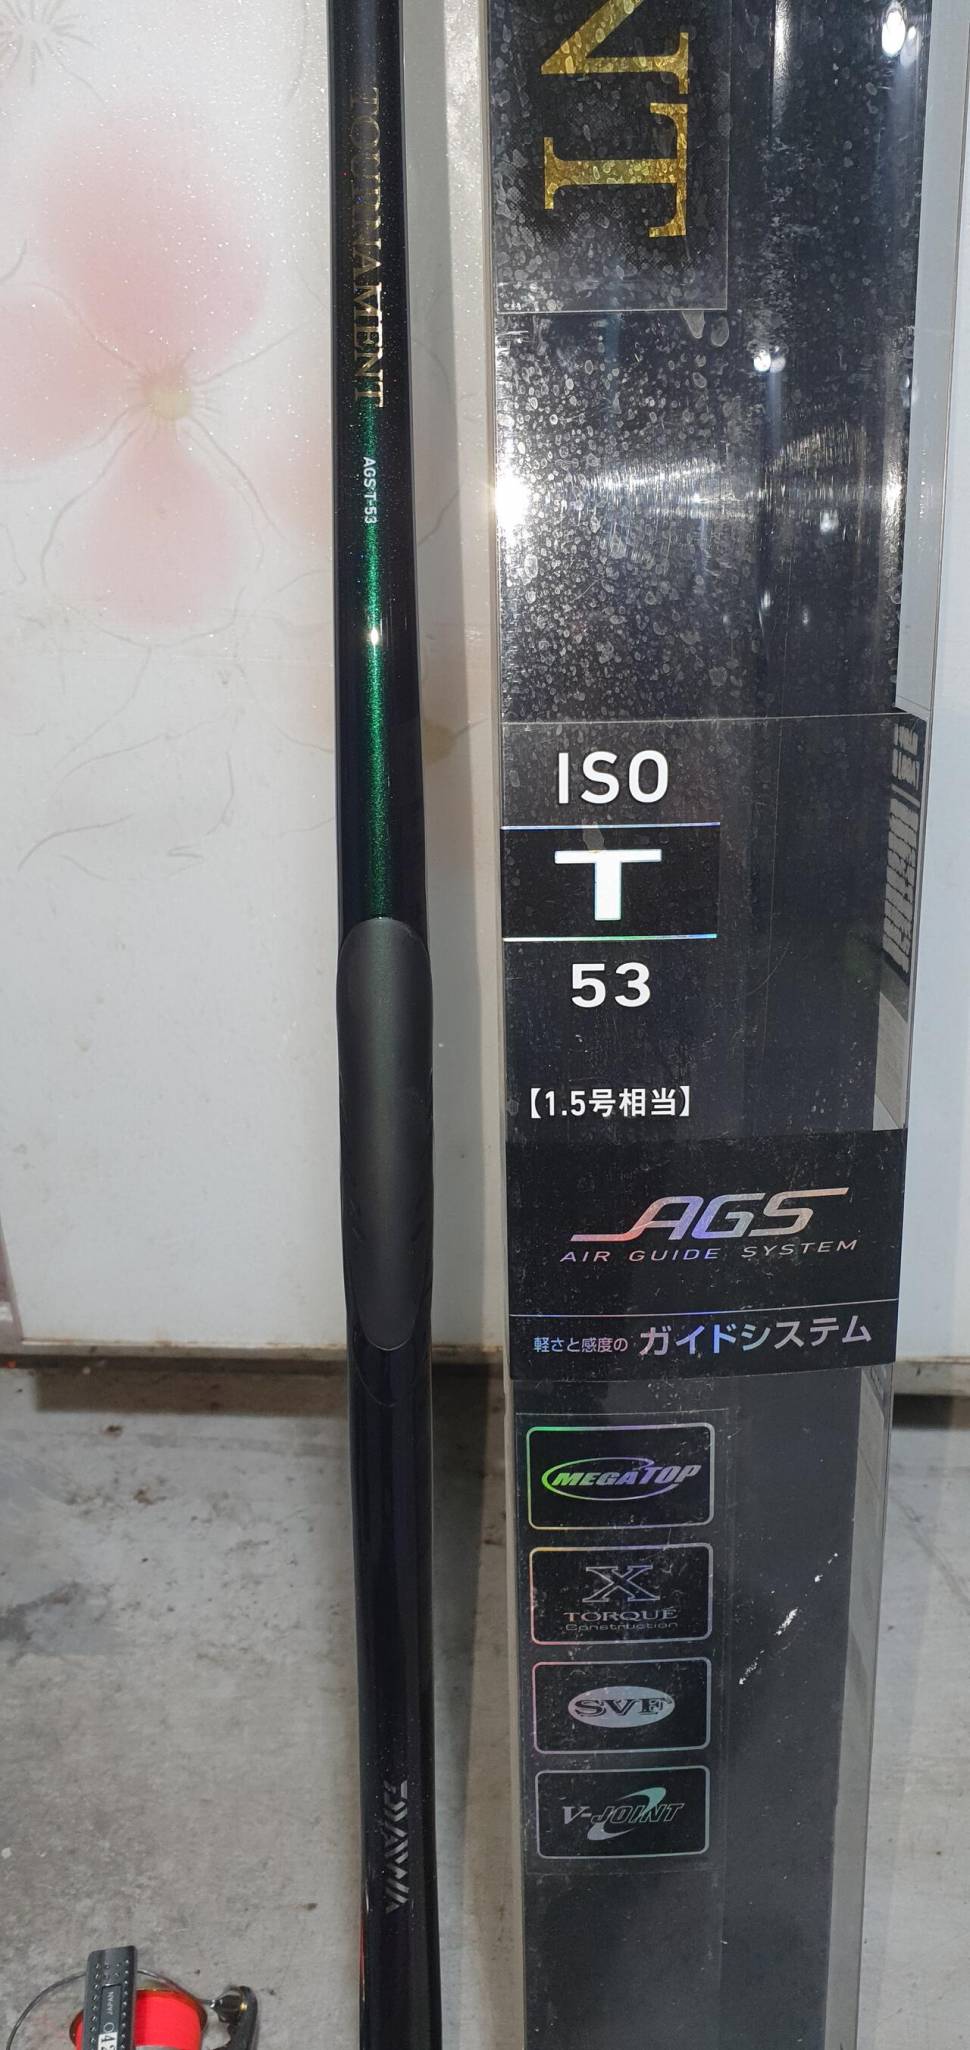 TOURNAMENT
AGS T-53
DAIWA
NT
ISO
T
53
【1.5号相当】
AGS
AIR GUIDE SYSTEM
軽さと感度の ガイドシステム
MEGATOP
X
TORQUE
Construction
SVF
V-JOINT
JAPAN